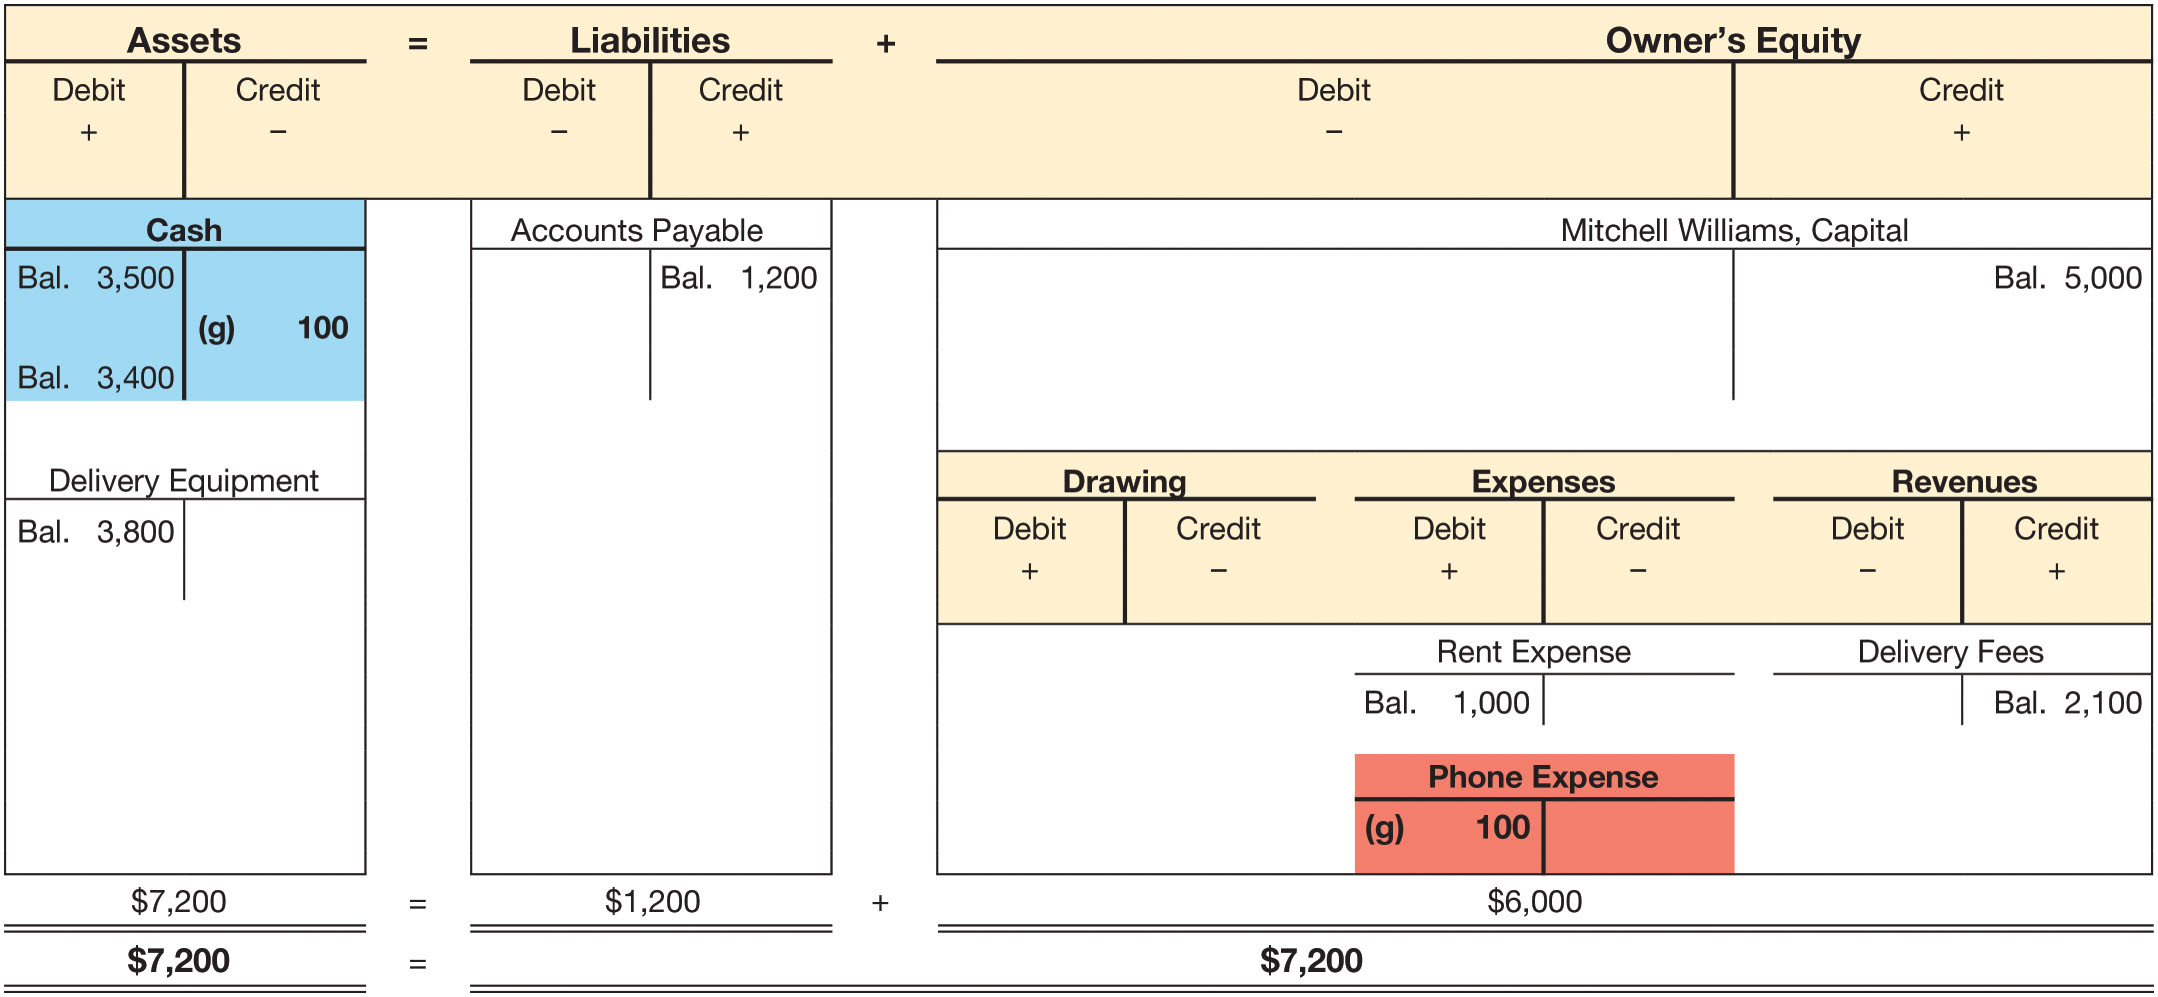 Assets = Liabilities + Owner's Equity
Debit Credit Debit Credit Debit Credit
+ – – + – +
Cash Accounts Payable Mitchell Williams, Capital
Bal. 3,500 Bal. 1,200 Bal. 5,000
(g) 100
Bal. 3,400
Delivery Equipment Drawing Expenses Revenues
Bal. 3,800 Debit Credit Debit Credit Debit Credit
+ – + – – +
Rent Expense Delivery Fees
Bal. 1,000 Bal. 2,100
Phone Expense
(g) 100
$7,200 = $1,200 + $6,000
$7,200 = $7,200